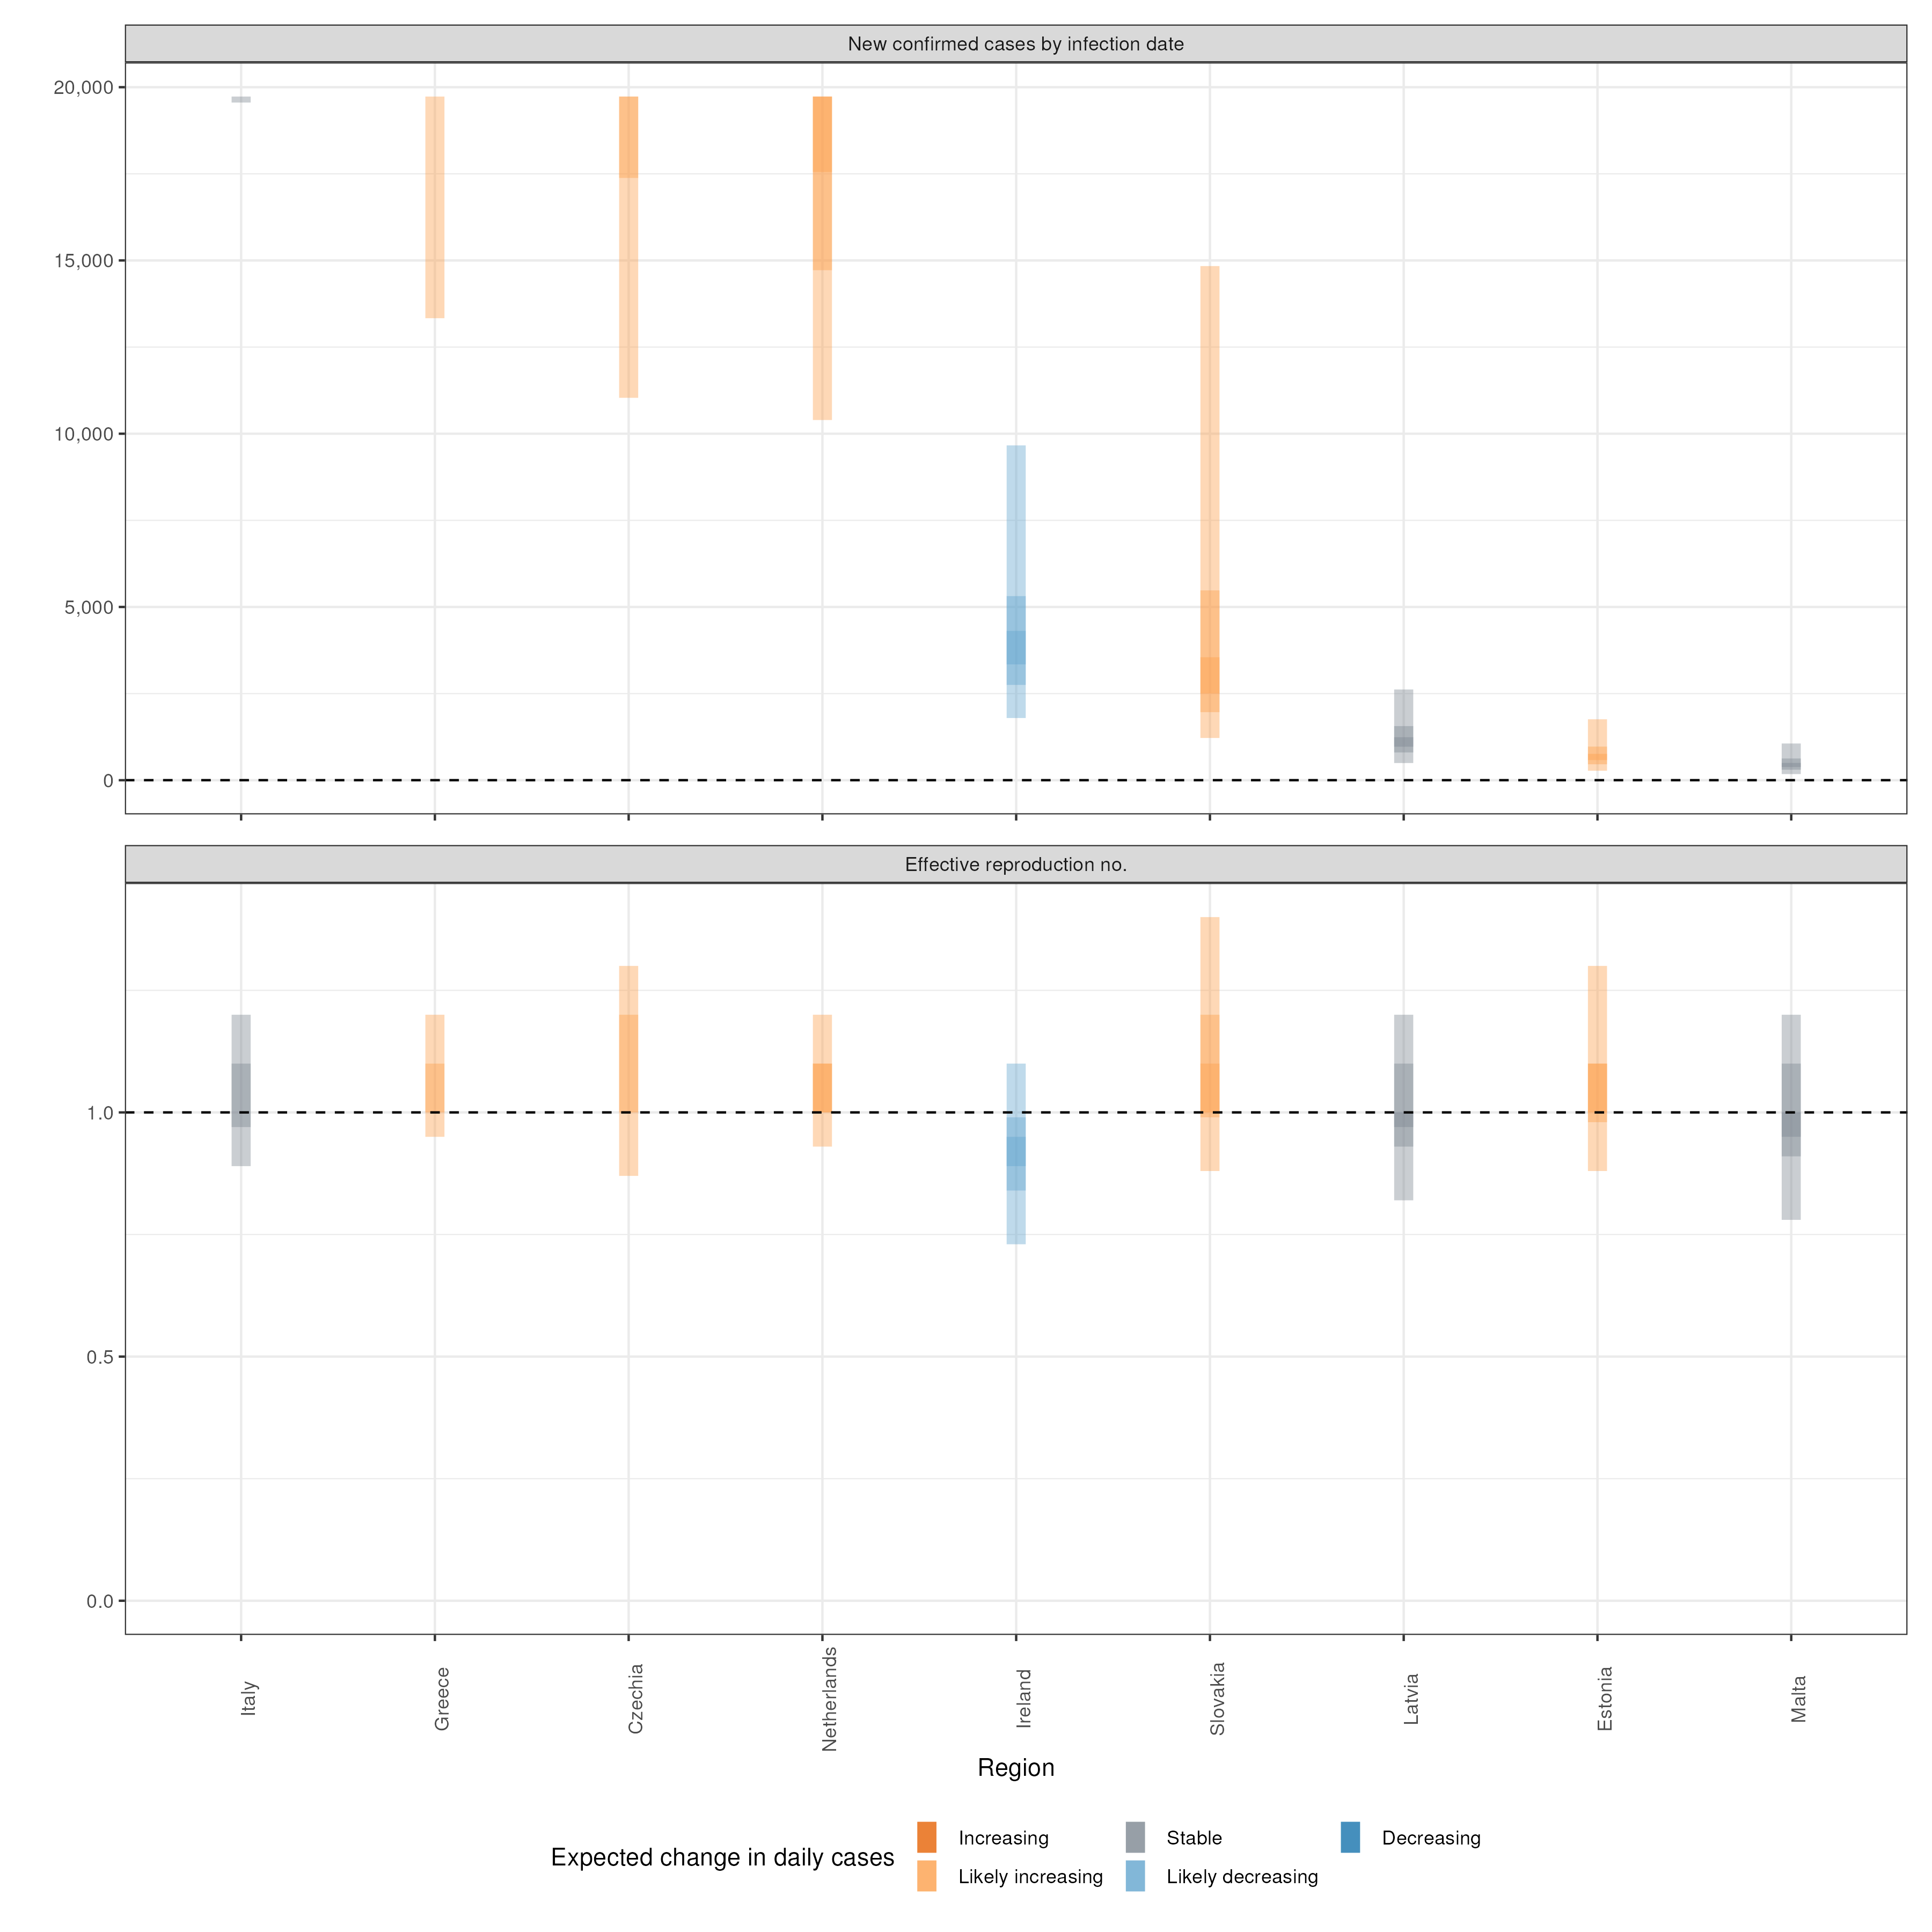 New confirmed cases by infection date
20,000
15,000
10,000
5,000
0
Effective reproduction no.
1.0
0.5
0.0
Italy
Greece
Czechia
Netherlands
Ireland
Slovakia
Latvia
Estonia
Malta
Region
Expected change in daily cases
Increasing
Stable
Decreasing
Likely increasing
Likely decreasing